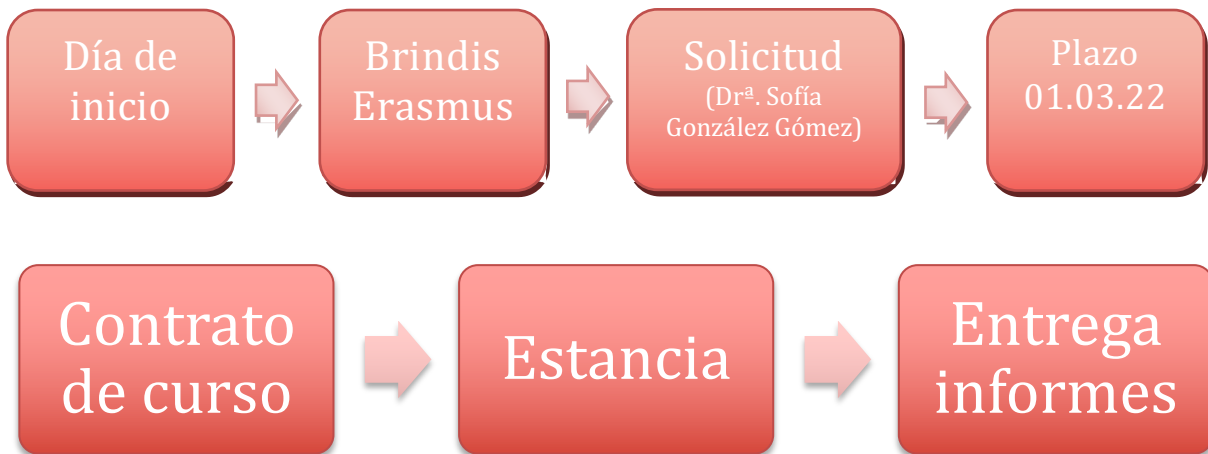 Día de
inicio
Brindis
Erasmus
Solicitud
(Drª. Sofía
González Gómez)
Plazo
01.03.22
Contrato
de curso
Estancia
Entrega
informes